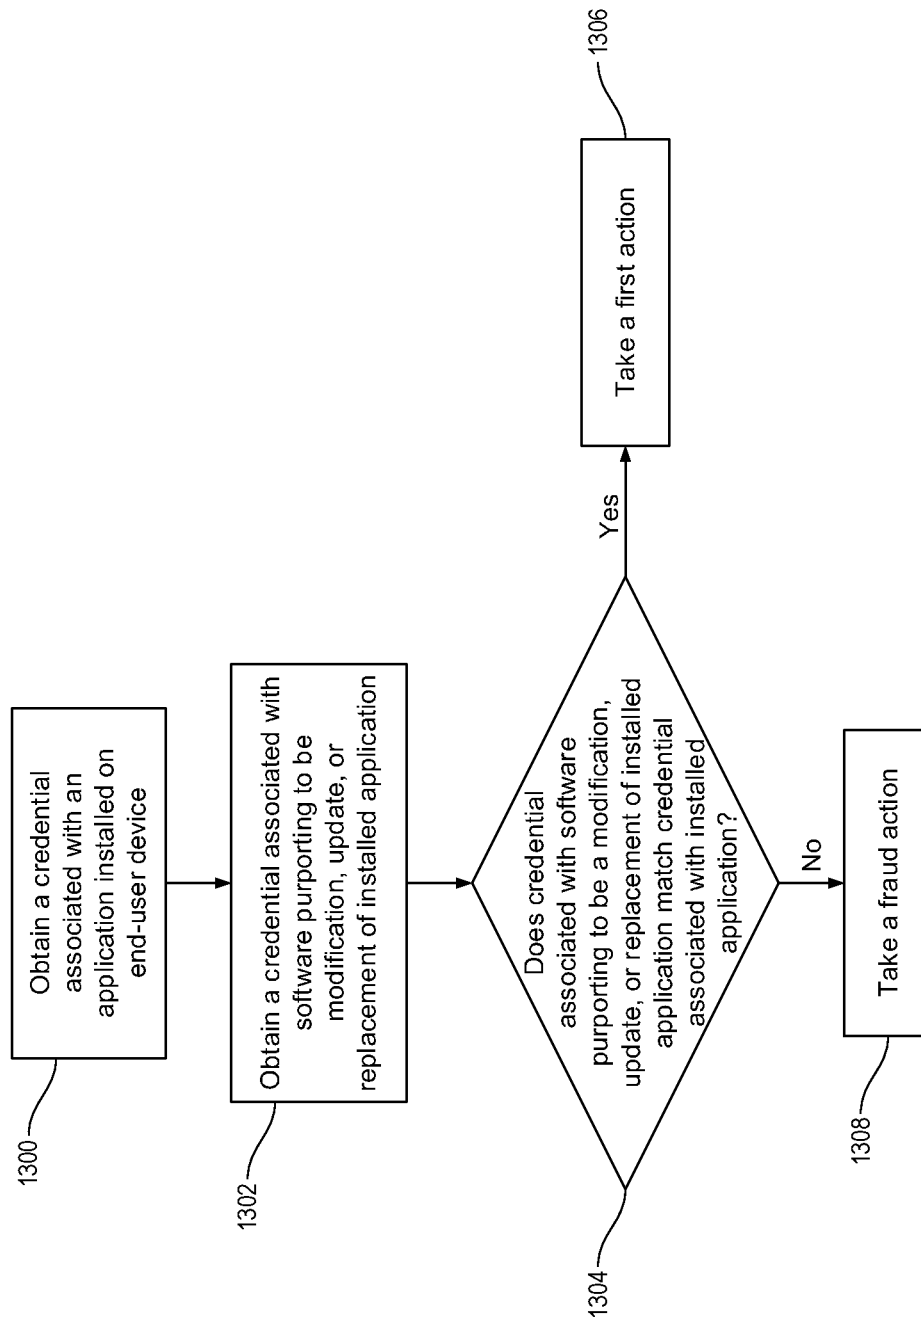 1300
Obtain a credential
associated with an
application installed on
end-user device
1302
Obtain a credential associated with
software purporting to be
modification, update, or
replacement of installed application
1304
Does credential
associated with software
purporting to be a modification,
update, or replacement of installed
application match credential
associated with installed
application?
Yes
Take a first action
1306
No
Take a fraud action
1308